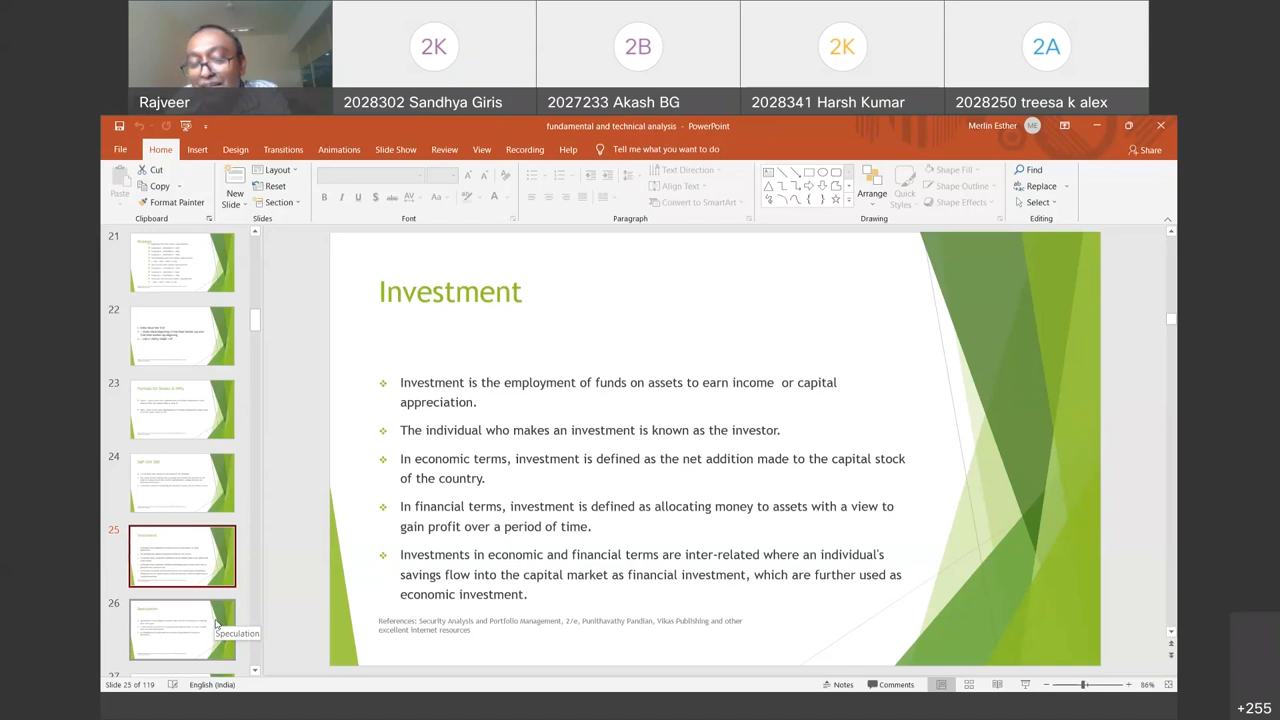 2K
2B
2K
2A
Rajveer
2028302 Sandhya Giris
2027233 Akash BG
2028341 Harsh Kumar
2028250 treesa k alex
fundamental and technical analysis - PowerPoint
Merlin Esther
ME
File Home Insert Design Transitions Animations Slide Show Review View Recording Help Tell me what you want to do
Share
Paste
Cut
Copy
Format Painter
Clipboard
New Slide
Layout
Reset
Section
Slides
Font
Text Direction
Align Text
Convert to SmartArt
Paragraph
Arrange
Quick Styles
Shape Fill
Shape Outline
Shape Effects
Drawing
Find
Replace
Select
Editing
21
22
23
24
25
26
Speculation
Investment
Investment is the employment of funds on assets to earn income or capital
appreciation.
The individual who makes an investment is known as the investor.
In economic terms, investment is defined as the net addition made to the capital stock
of the country.
In financial terms, investment is defined as allocating money to assets with a view to
gain profit over a period of time.
Investments in economic and financial terms are inter-related where an individual's
savings flow into the capital market as financial investment, which are further used as
economic investment.
References: Security Analysis and Portfolio Management, 2/e, Punithavathy Pandian, Vikas Publishing and other
excellent internet resources
Slide 25 of 119
English (India)
Notes
Comments
86%
+255